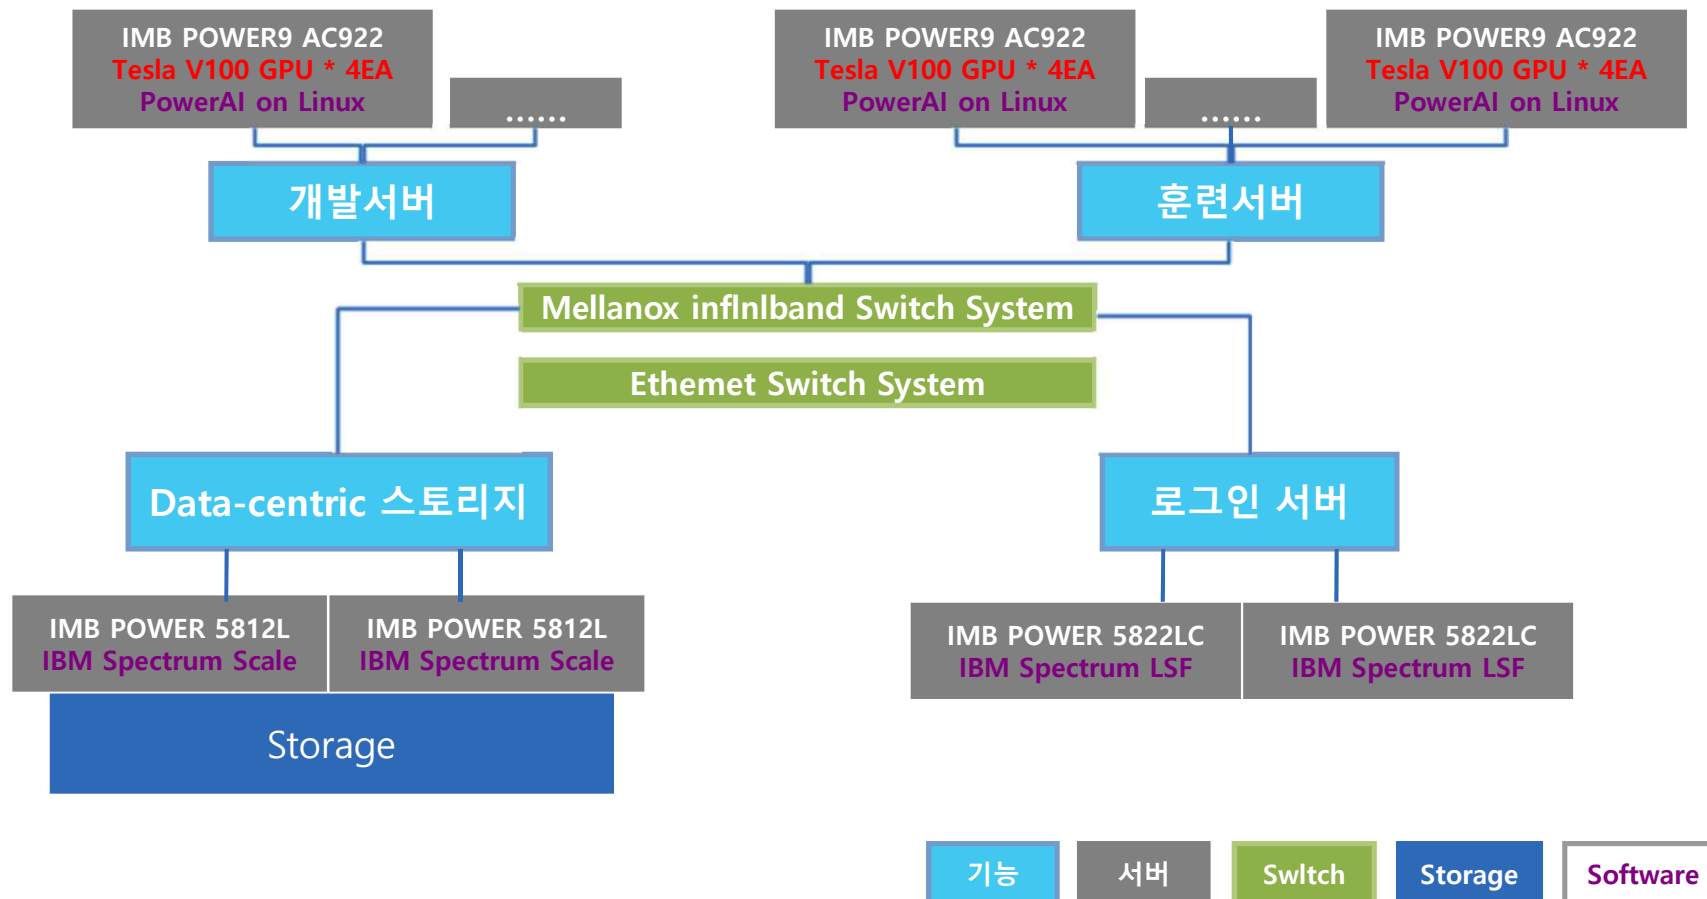 IMB POWER9 AC922
Tesla V100 GPU * 4EA
PowerAI on Linux
......
IMB POWER9 AC922
Tesla V100 GPU * 4EA
PowerAI on Linux
......
IMB POWER9 AC922
Tesla V100 GPU * 4EA
PowerAI on Linux
개발서버
훈련서버
Mellanox inflnlband Switch System
Ethemet Switch System
Data-centric 스토리지
로그인 서버
IMB POWER 5812L
IBM Spectrum Scale
IMB POWER 5812L
IBM Spectrum Scale
IMB POWER 5822LC
IBM Spectrum LSF
IMB POWER 5822LC
IBM Spectrum LSF
Storage
기능
서버
Swltch
Storage
Software